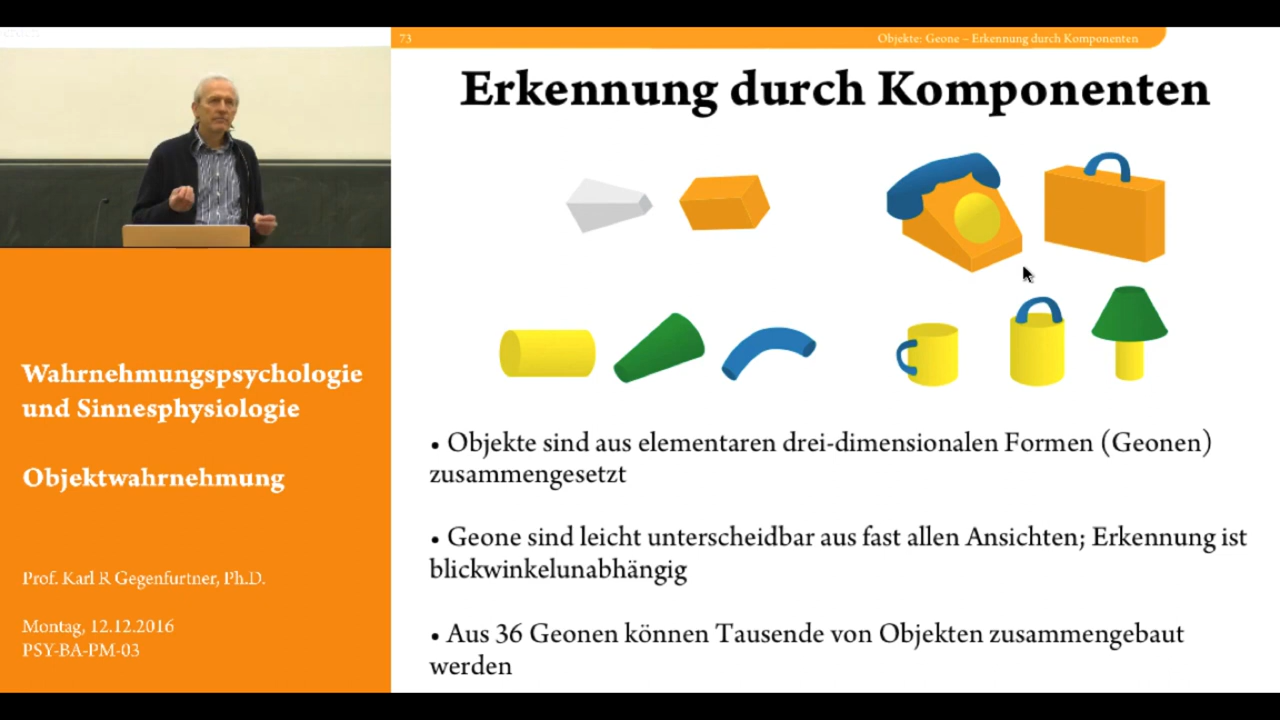 73
Objekte: Geone – Erkennung durch Komponenten
Erkennung durch Komponenten
Wahrnehmungspsychologie
und Sinnesphysiologie
Objektwahrnehmung
Prof. Karl R Gegenfurtner, Ph.D.
Montag, 12.12.2016
PSY-BA-PM-03
• Objekte sind aus elementaren drei-dimensionalen Formen (Geonen)
zusammengesetzt
• Geone sind leicht unterscheidbar aus fast allen Ansichten; Erkennung ist
blickwinkelunabhängig
• Aus 36 Geonen können Tausende von Objekten zusammengebaut
werden